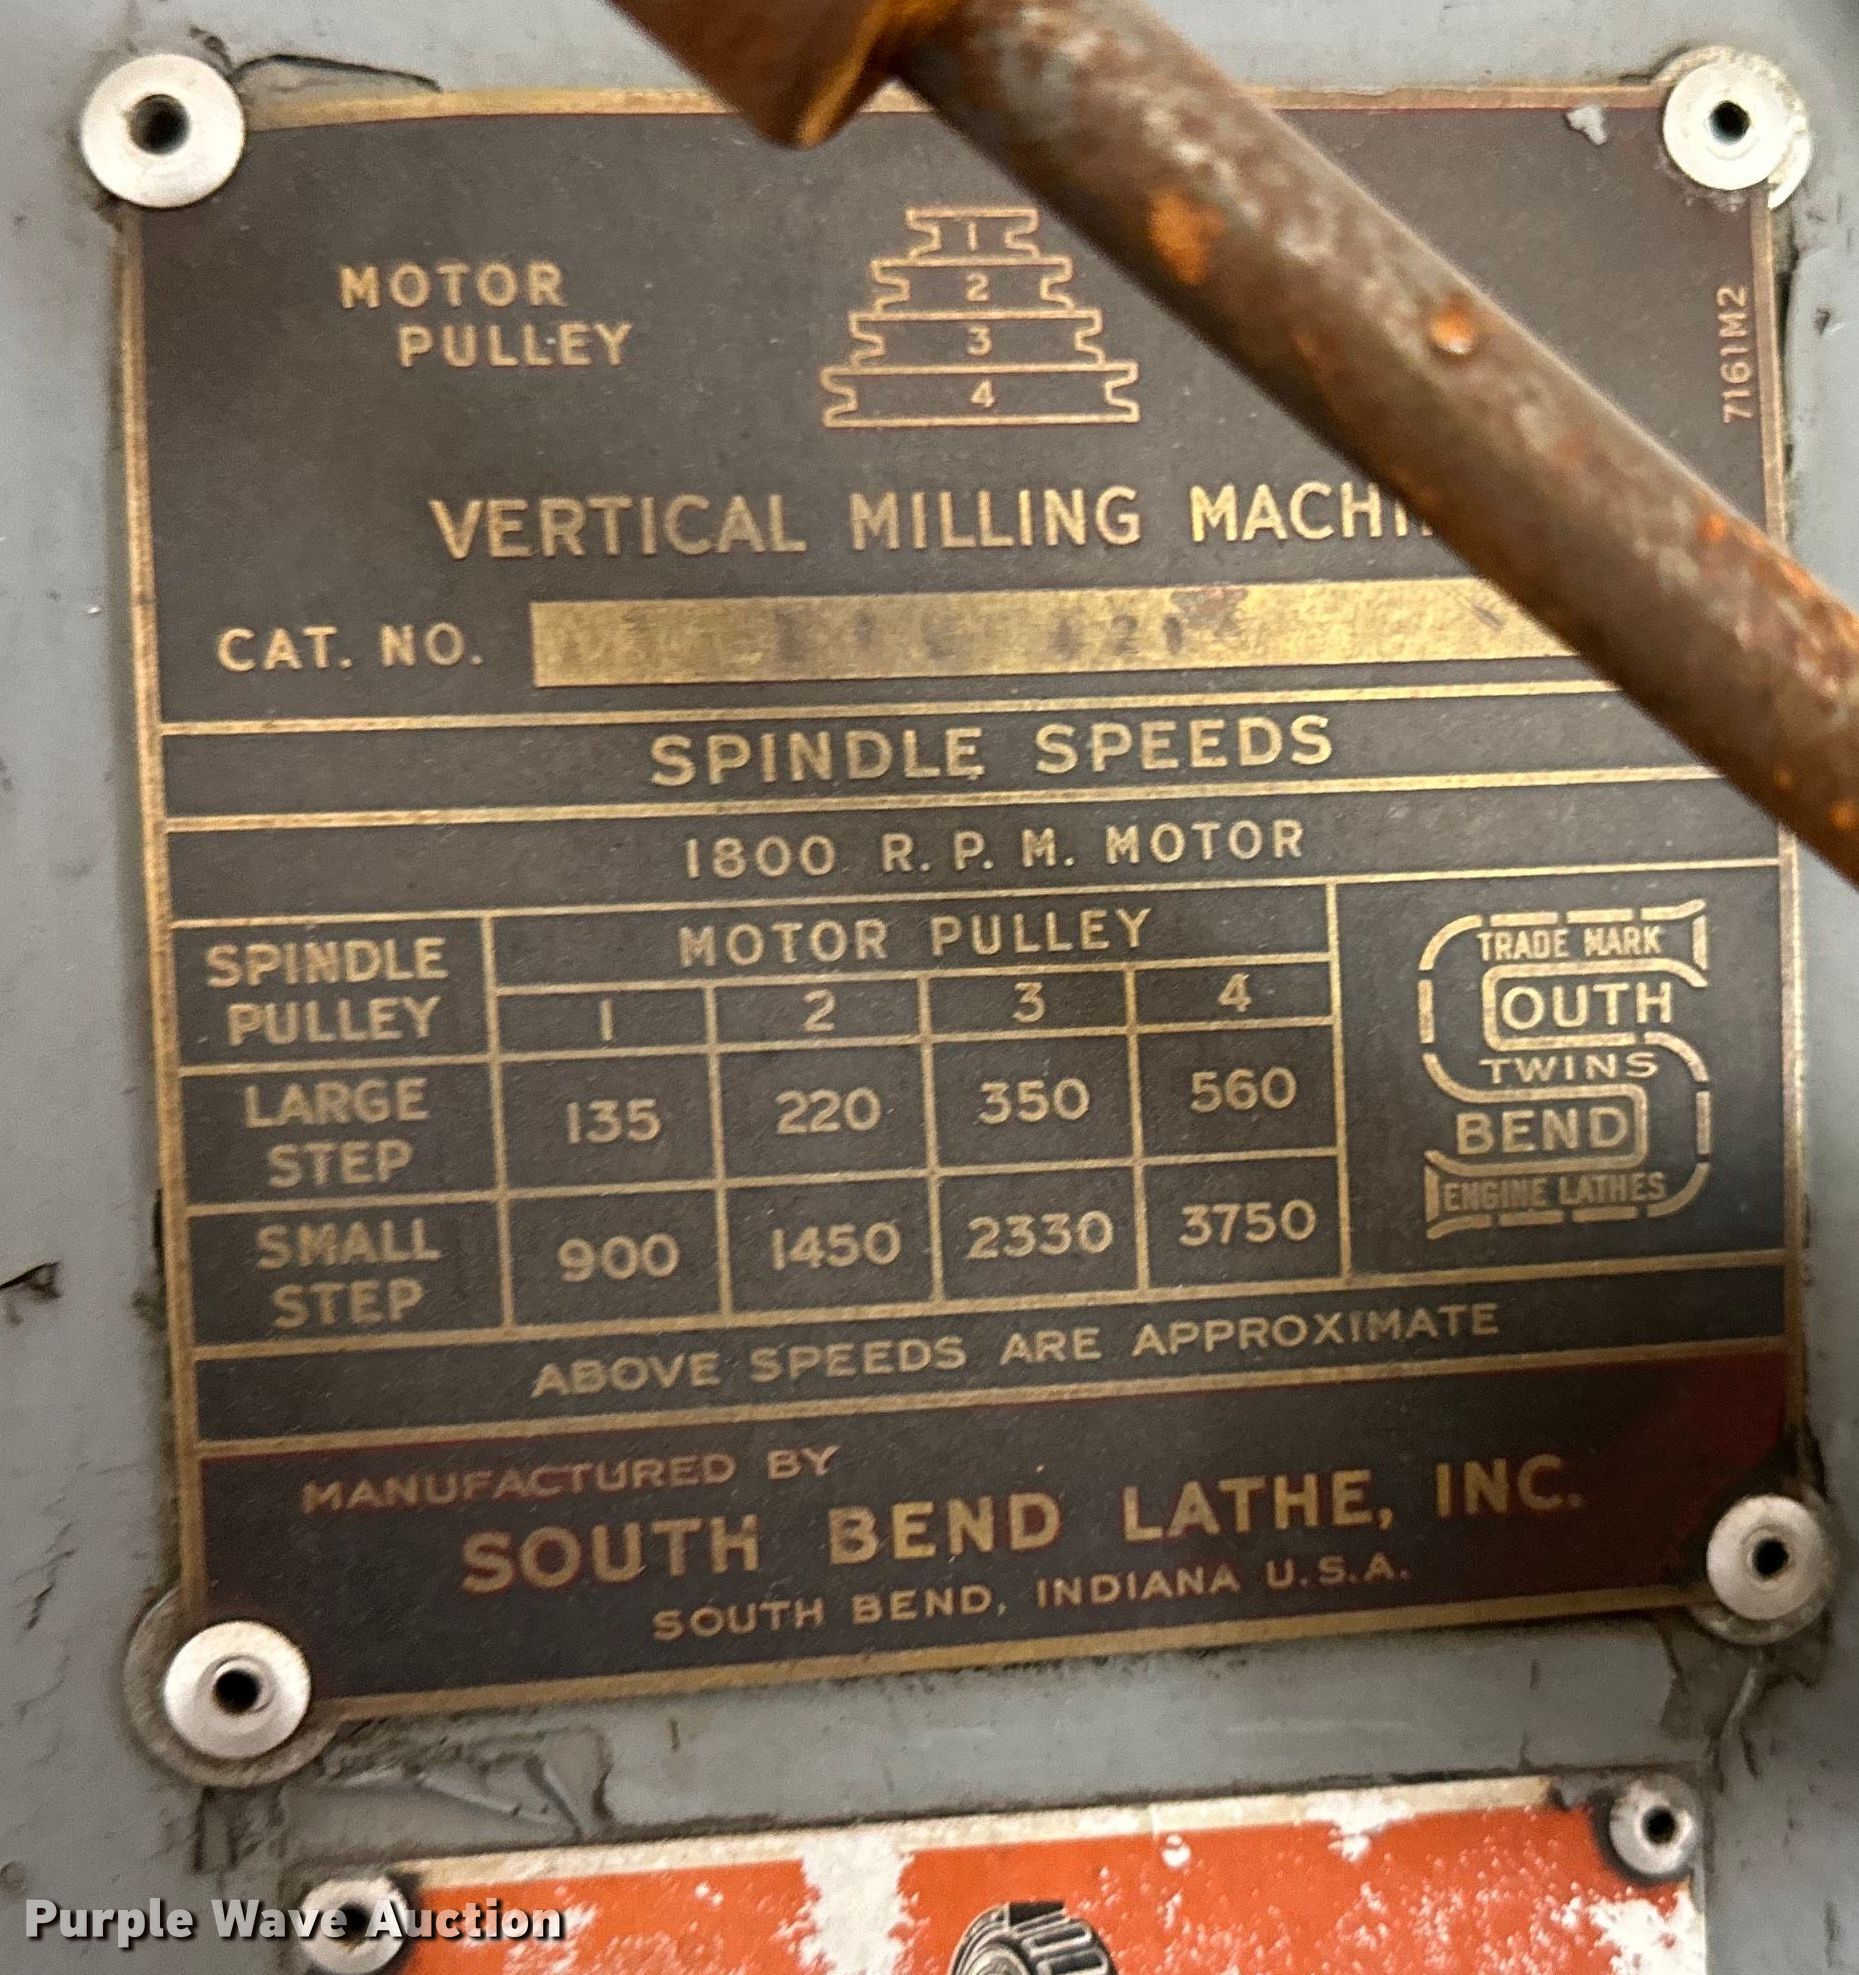 1
MOTOR
PULLEY
2
3
4
7161M2
VERTICAL MILLING
CAT. NO.
SPINDLE SPEEDS
1800 R.P.M. MOTOR
SPINDLE
PULLEY
MOTOR PULLEY
1 2 3 4
LARGE
STEP
135 220 350 560
SMALL
STEP
900 1450 2330 3750
TRADE MARK
SOUTH
TWINS
BEND
ENGINE LATHES
ABOVE SPEEDS ARE APPROXIMATE
MANUFACTURED BY
SOUTH BEND LATHE, INC.
SOUTH BEND, INDIANA U.S.A.
Purple Wave Auction